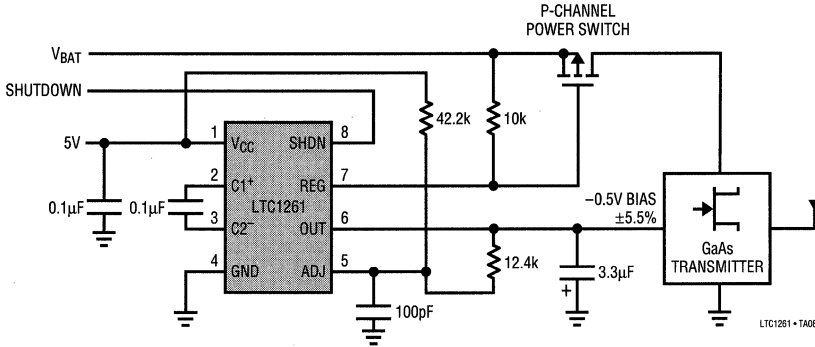 P-CHANNEL
POWER SWITCH
VBAT
SHUTDOWN
5V
42.2k
10k
1 VCC SHDN 8
2 C1+ REG 7
LTC1261
3 C2− OUT 6
4 GND ADJ 5
0.1µF
0.1µF
−0.5V BIAS
±5.5%
12.4k
3.3µF
+
100pF
GaAs
TRANSMITTER
LTC1261 • TA08